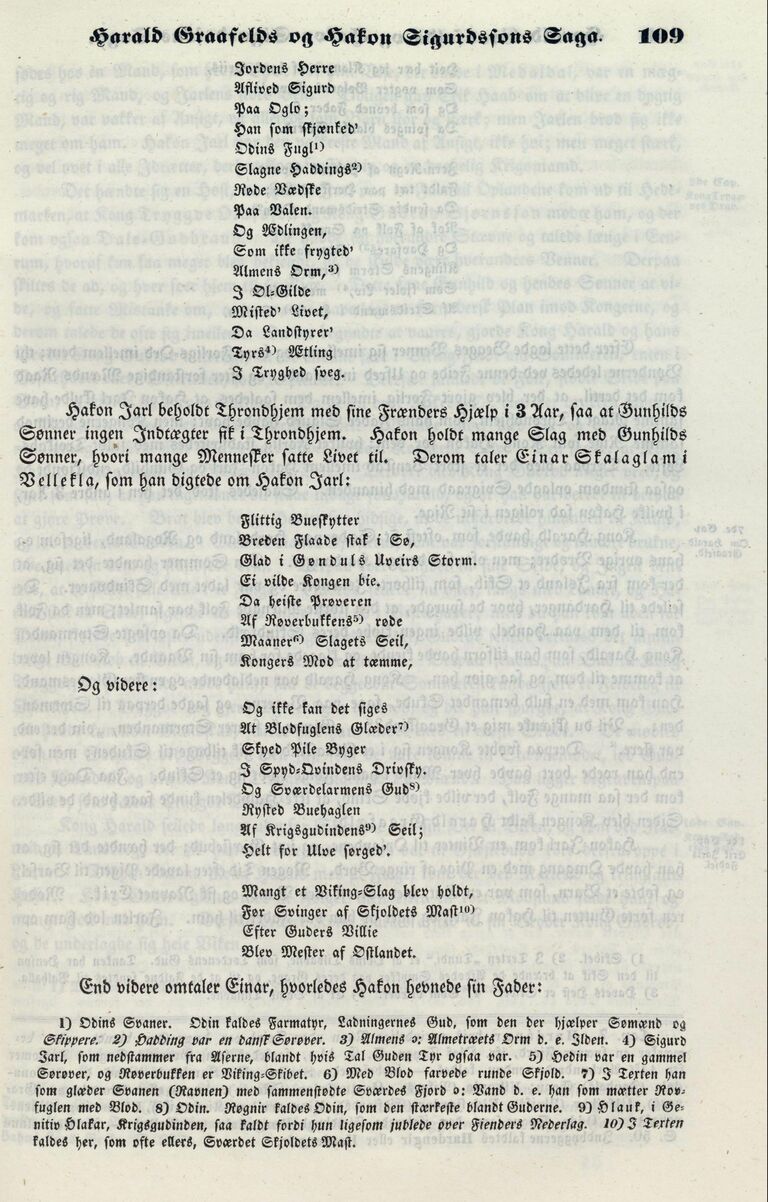 Harald Graafelds og Hakon Sigurdssons Saga. 109
Jordens Herre
Aflived Sigurd
Paa Oglo;
Han som skjænked'
Odins Fugl¹)
Slagne Haddings²)
Røde Vædske
Paa Valen.
Og Ædlingen,
Som ikke frygted'
Almens Orm,³)
I Øl-Gilde
Misted' Livet,
Da Landstyrer'
Tyrs⁴) Ætling
I Tryghed sveg.
Hakon Jarl beholdt Throndhjem med sine Frænders Hjælp i 3 Aar, saa at Gunhilds
Sønner ingen Indtægter fik i Throndhjem. Hakon holdt mange Slag med Gunhilds
Sønner, hvori mange Mennesker satte Livet til. Derom taler Einar Skalaglam i
Vellekla, som han digtede om Hakon Jarl:
Flittig Bueskytter
Breden Flaade stak i Sø,
Glad i Gønduls Uveirs Storm.
Ei vilde Kongen bie.
Da heiste Prøveren
Af Røverbukkens⁵) røde
Maaner⁶) Slagets Seil,
Kongers Mod at tæmme,
Og videre:
Og ikke kan det siges
At Blodfuglens Glæder⁷)
Skyed Pile Byger
I Spyd-Qvindens Drivsky.
Og Sværdelarmens Gud⁸)
Rysted Buehaglen
Af Krigsgudindens⁹) Seil;
Helt for Ulve sørged'.
Mangt et Viking-Slag blev holdt,
Før Svinger af Skjoldets Mast¹⁰)
Efter Guders Villie
Blev Mester af Østlandet.
End videre omtaler Einar, hvorledes Hakon hevnede sin Fader:
1) Odins Svaner. Odin kaldes Farmatyr, Ladningernes Gud, som den der hjælper Sømænd og
Skippere. 2) Hadding var en dansk Sørøver. 3) Almens ɔ: Almetræets Orm d. e. Ilden. 4) Sigurd
Jarl, som nedstammer fra Aserne, blandt hvis Tal Guden Tyr ogsaa var. 5) Hedin var en gammel
Sørøver, og Røverbukken er Viking-Skibet. 6) Med Blod farvede runde Skjold. 7) I Texten han
som glæder Svanen (Ravnen) med sammenstødte Sværdes Fjord ɔ: Vand d. e. han som mætter Rov-
fuglen med Blod. 8) Odin. Røgnir kaldes Odin, som den stærkeste blandt Guderne. 9) Hlauk, i Ge-
nitiv Hlakar, Krigsgudinden, saa kaldt fordi hun ligesom jublede over Fienders Nederlag. 10) I Texten
kaldes her, som ofte ellers, Sværdet Skjoldets Mast.